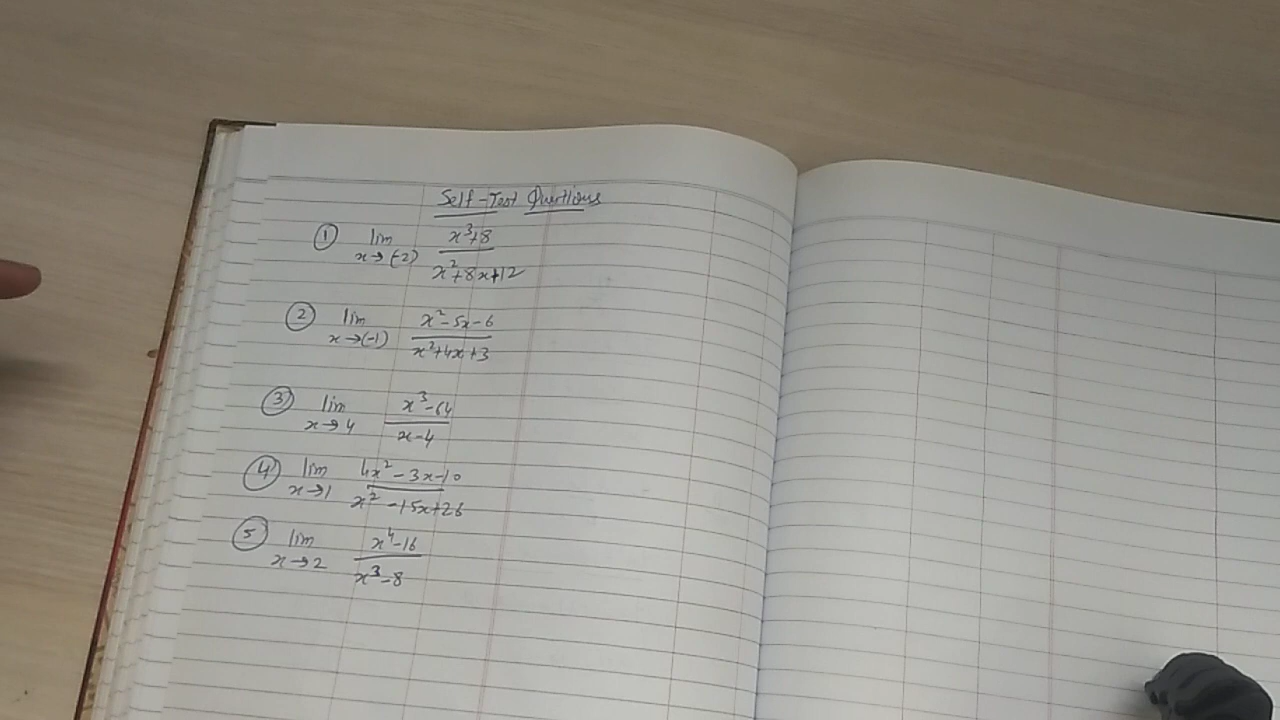 Self-Test Questions
① lim x→(-2) x³+8 / x²+8x+12
② lim x→(-1) x²-5x-6 / x²+4x+3
③ lim x→4 x³-64 / x-4
④ lim x→1 4x²-3x-10 / x²-15x+26
⑤ lim x→2 x⁴-16 / x³-8